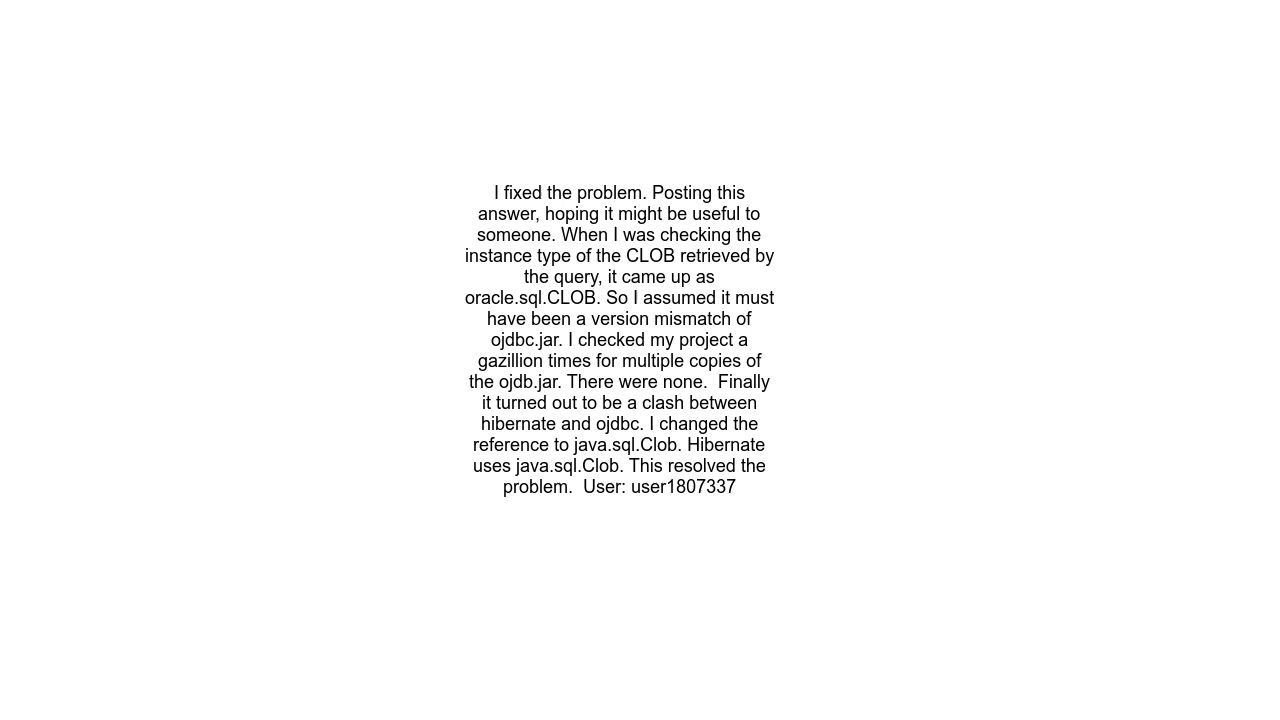 I fixed the problem. Posting this
answer, hoping it might be useful to
someone. When I was checking the
instance type of the CLOB retrieved by
the query, it came up as
oracle.sql.CLOB. So I assumed it must
have been a version mismatch of
ojdbc.jar. I checked my project a
gazillion times for multiple copies of
the ojdb.jar. There were none.  Finally
it turned out to be a clash between
hibernate and ojdbc. I changed the
reference to java.sql.Clob. Hibernate
uses java.sql.Clob. This resolved the
problem.  User: user1807337